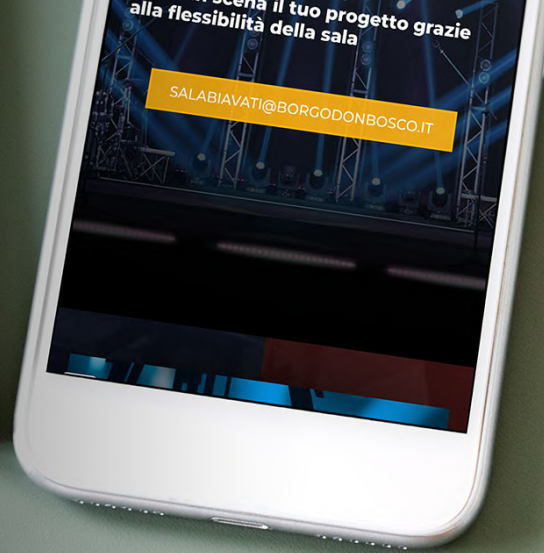 scena il tuo progetto grazie
alla flessibilità della sala
SALABIAVATI@BORGODONBOSCO.IT